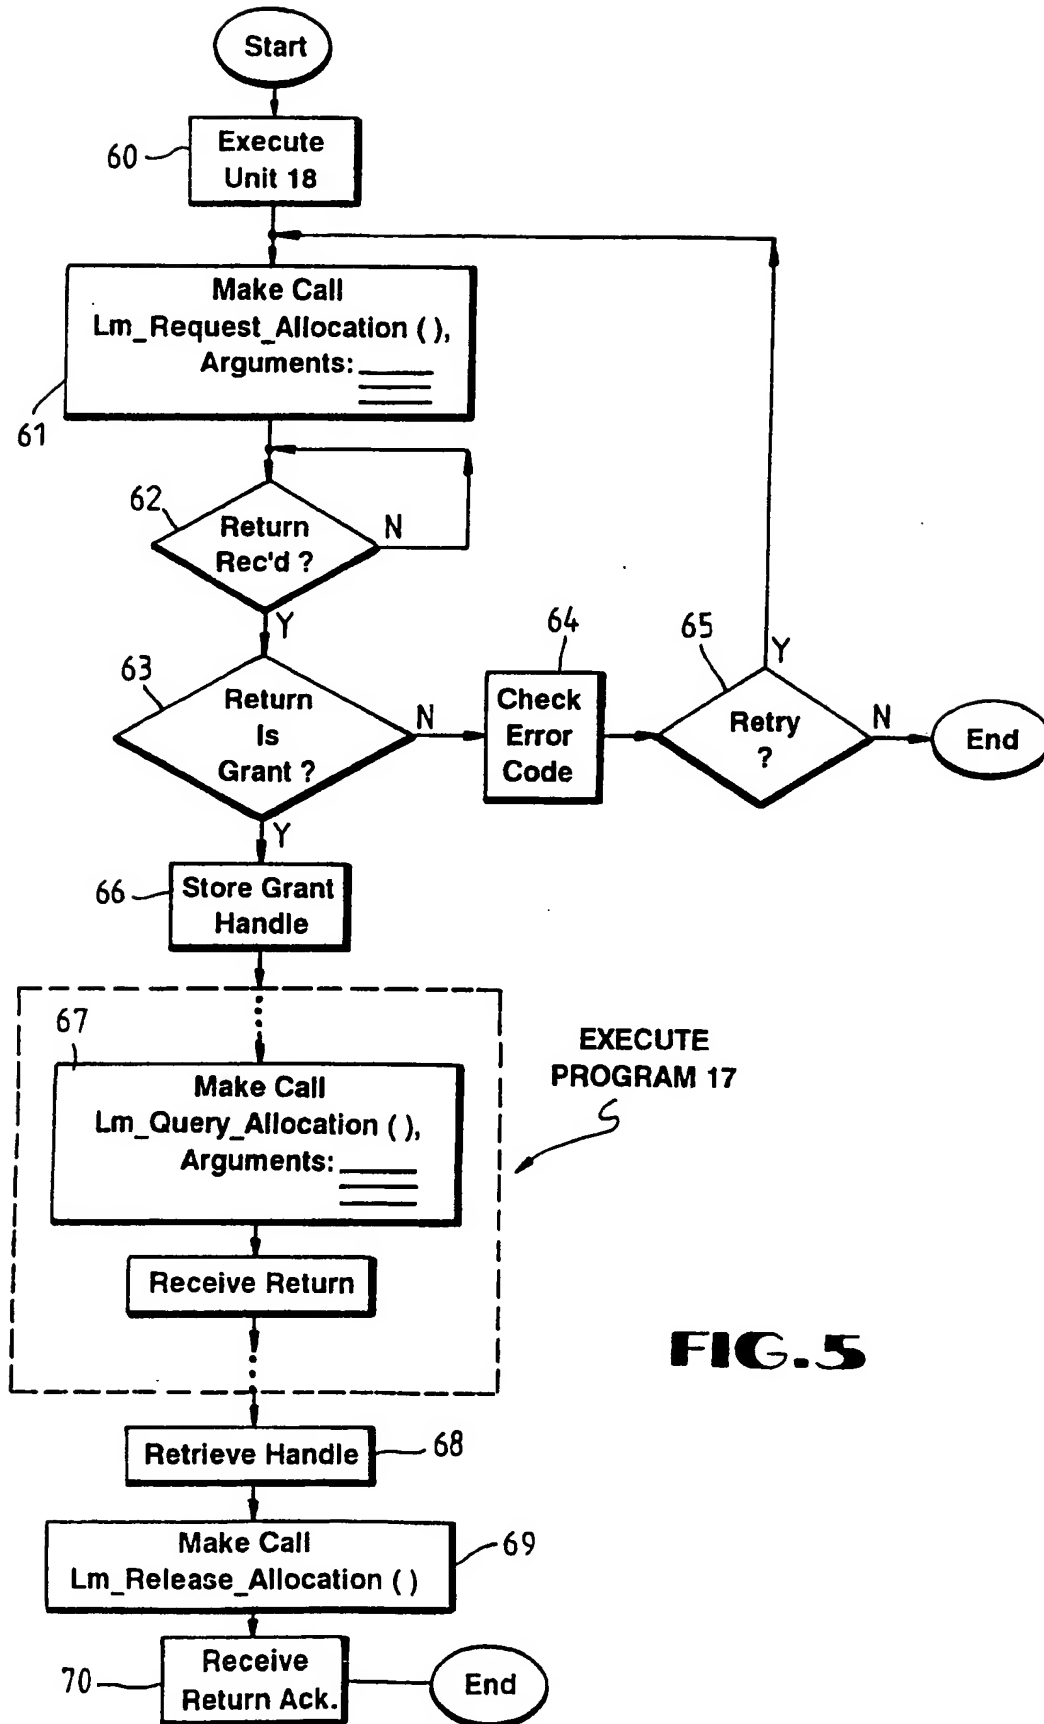 Start
60
Execute
Unit 18
Make Call
Lm_Request_Allocation ( ),
Arguments:
61
62
Return
Rec'd ?
N
Y
63
Return
Is
Grant ?
N
Y
64
Check
Error
Code
65
Retry
?
Y
N
End
66
Store Grant
Handle
67
Make Call
Lm_Query_Allocation ( ),
Arguments:
Receive Return
EXECUTE
PROGRAM 17
FIG.5
Retrieve Handle
68
Make Call
Lm_Release_Allocation ( )
69
70
Receive
Return Ack.
End